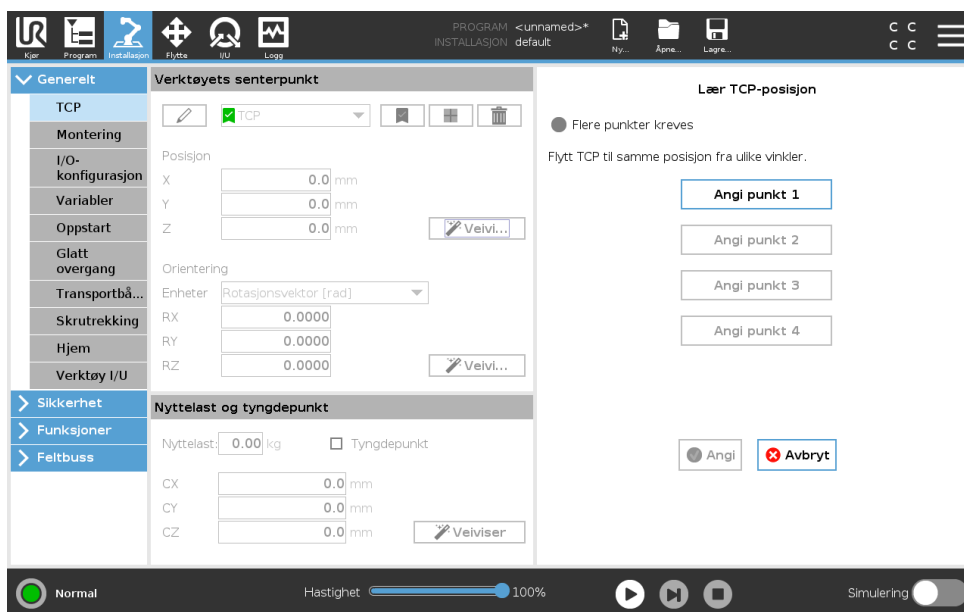 UR
PROGRAM <unnamed>*
INSTALLASJON default
Kjør Program Installasjon Flytte I/U Logg
Ny... Åpne... Lagre...
C C
C C
Generelt
TCP
Montering
I/O-
konfigurasjon
Variabler
Oppstart
Glatt
overgang
Transportbå...
Skrutrekking
Hjem
Verktøy I/U
Sikkerhet
Funksjoner
Feltbuss
Verktøyets senterpunkt
TCP
Posisjon
X 0.0 mm
Y 0.0 mm
Z 0.0 mm Veivi...
Orientering
Enheter Rotasjonsvektor [rad]
RX 0.0000
RY 0.0000
RZ 0.0000 Veivi...
Nyttelast og tyngdepunkt
Nyttelast: 0.00 kg Tyngdepunkt
CX 0.0 mm
CY 0.0 mm
CZ 0.0 mm Veiviser
Lær TCP-posisjon
Flere punkter kreves
Flytt TCP til samme posisjon fra ulike vinkler.
Angi punkt 1
Angi punkt 2
Angi punkt 3
Angi punkt 4
Angi Avbryt
Normal Hastighet 100% Simulering